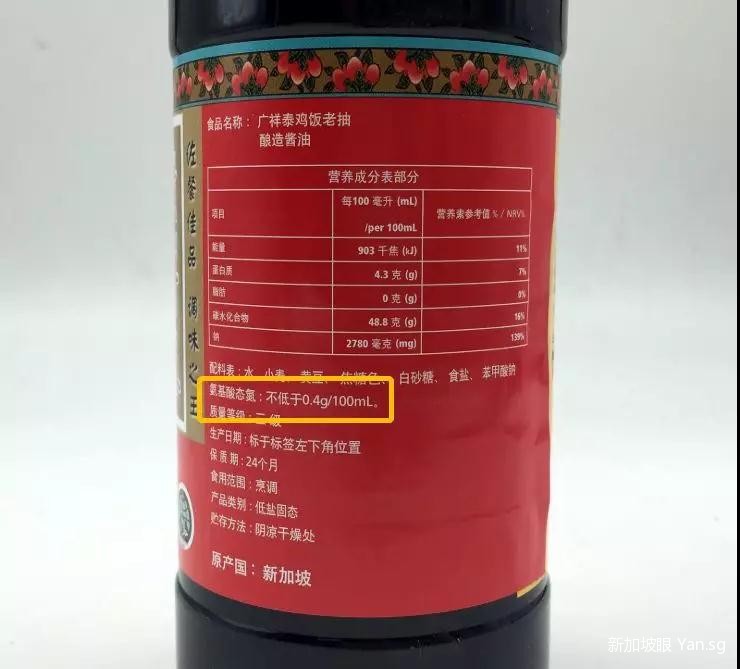 食品名称：广祥泰鸡饭老抽
酿造酱油
佐餐佳品 调味之王
营养成分表部分
项目 每100 毫升 (mL) /per 100mL 营养素参考值 % / NRV%
能量 903 千焦 (kJ) 11%
蛋白质 4.3 克 (g) 7%
脂肪 0 克 (g) 0%
碳水化合物 48.8 克 (g) 16%
钠 2780 毫克 (mg) 139%
配料表：水、小麦、黄豆、焦糖色、白砂糖、食盐、苯甲酸钠
氨基酸态氮：不低于0.4g/100mL。
质量等级：三级
生产日期：标于标签左下角位置
保 质 期：24个月
食用范围：烹调
产品类别：低盐固态
贮存方法：阴凉干燥处
原产国：新加坡
新加坡眼 Yan.sg